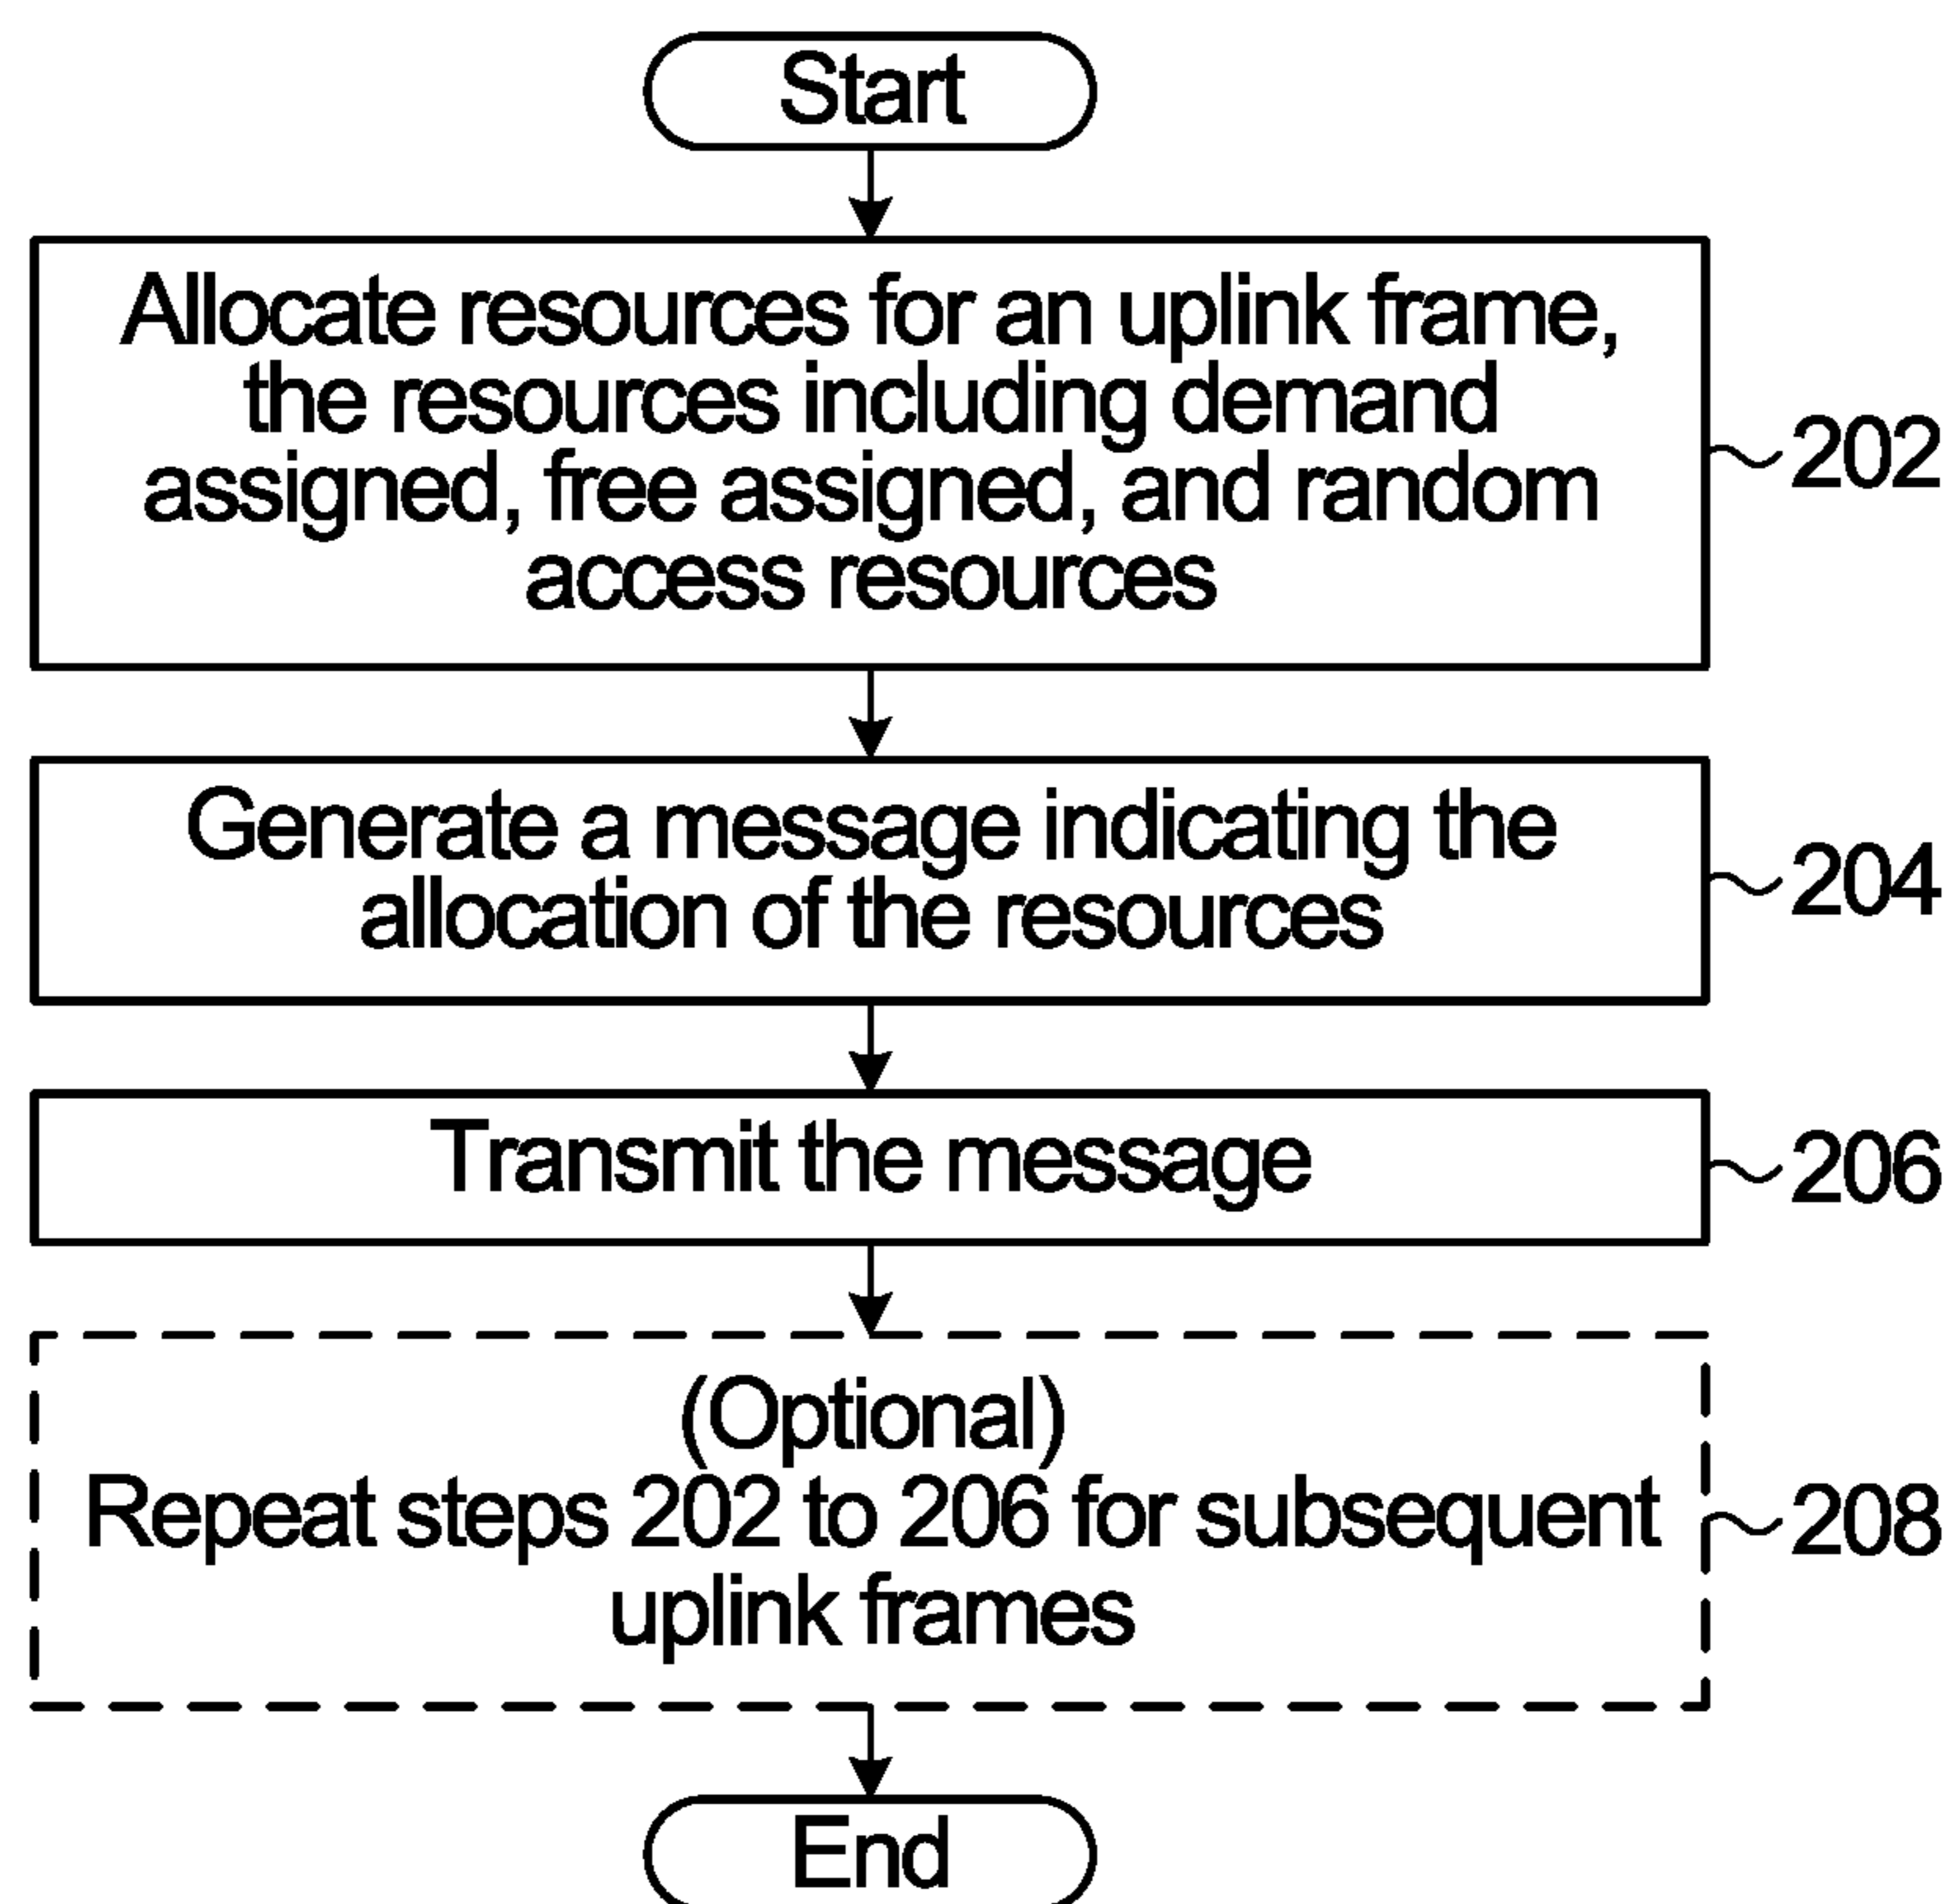 Start
Allocate resources for an uplink frame,
the resources including demand
assigned, free assigned, and random
access resources
202
Generate a message indicating the
allocation of the resources
204
Transmit the message
206
(Optional)
Repeat steps 202 to 206 for subsequent
uplink frames
208
End